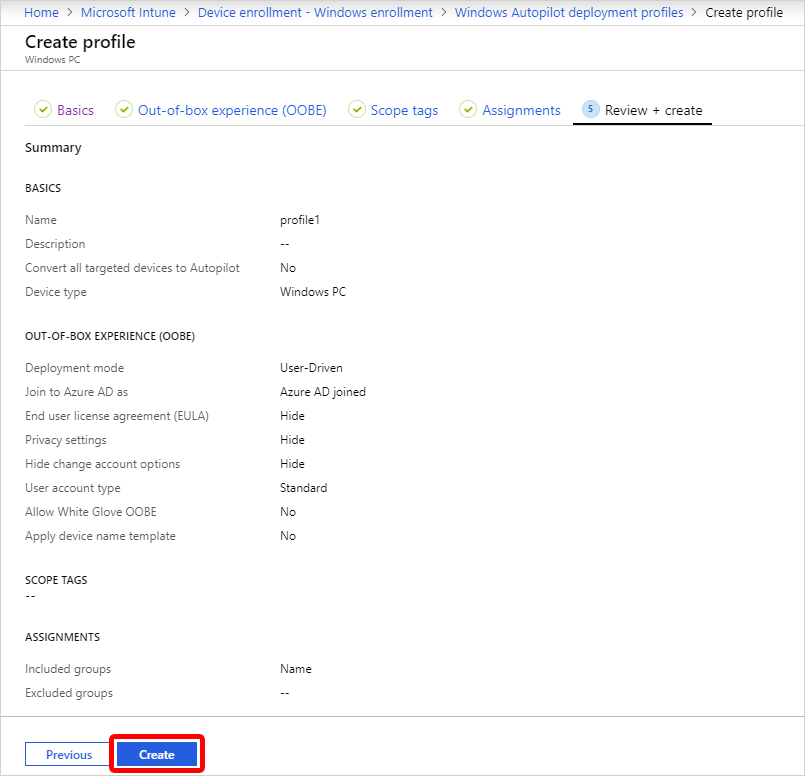 Home > Microsoft Intune > Device enrollment - Windows enrollment > Windows Autopilot deployment profiles > Create profile
Create profile
Windows PC
Basics Out-of-box experience (OOBE) Scope tags Assignments 5 Review + create
Summary
BASICS
Name profile1
Description --
Convert all targeted devices to Autopilot No
Device type Windows PC
OUT-OF-BOX EXPERIENCE (OOBE)
Deployment mode User-Driven
Join to Azure AD as Azure AD joined
End user license agreement (EULA) Hide
Privacy settings Hide
Hide change account options Hide
User account type Standard
Allow White Glove OOBE No
Apply device name template No
SCOPE TAGS
--
ASSIGNMENTS
Included groups Name
Excluded groups --
Previous Create